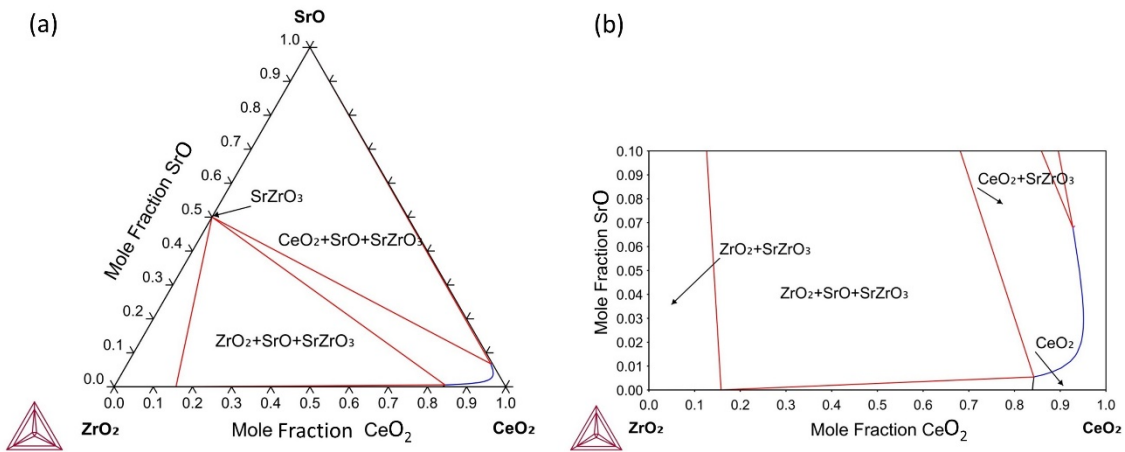 (a)
SrO
1.0
0.9
0.8
0.7
0.6
0.5
0.4
0.3
0.2
0.1
0.0
Mole Fraction SrO
SrZrO₃
CeO₂+SrO+SrZrO₃
ZrO₂+SrO+SrZrO₃
0.0 0.1 0.2 0.3 0.4 0.5 0.6 0.7 0.8 0.9 1.0
ZrO₂ Mole Fraction CeO₂ CeO₂
(b)
0.10
0.09
0.08
0.07
0.06
0.05
0.04
0.03
0.02
0.01
0.00
Mole Fraction SrO
CeO₂+SrZrO₃
ZrO₂+SrZrO₃
ZrO₂+SrO+SrZrO₃
CeO₂
0.0 0.1 0.2 0.3 0.4 0.5 0.6 0.7 0.8 0.9 1.0
ZrO₂ Mole Fraction CeO₂ CeO₂